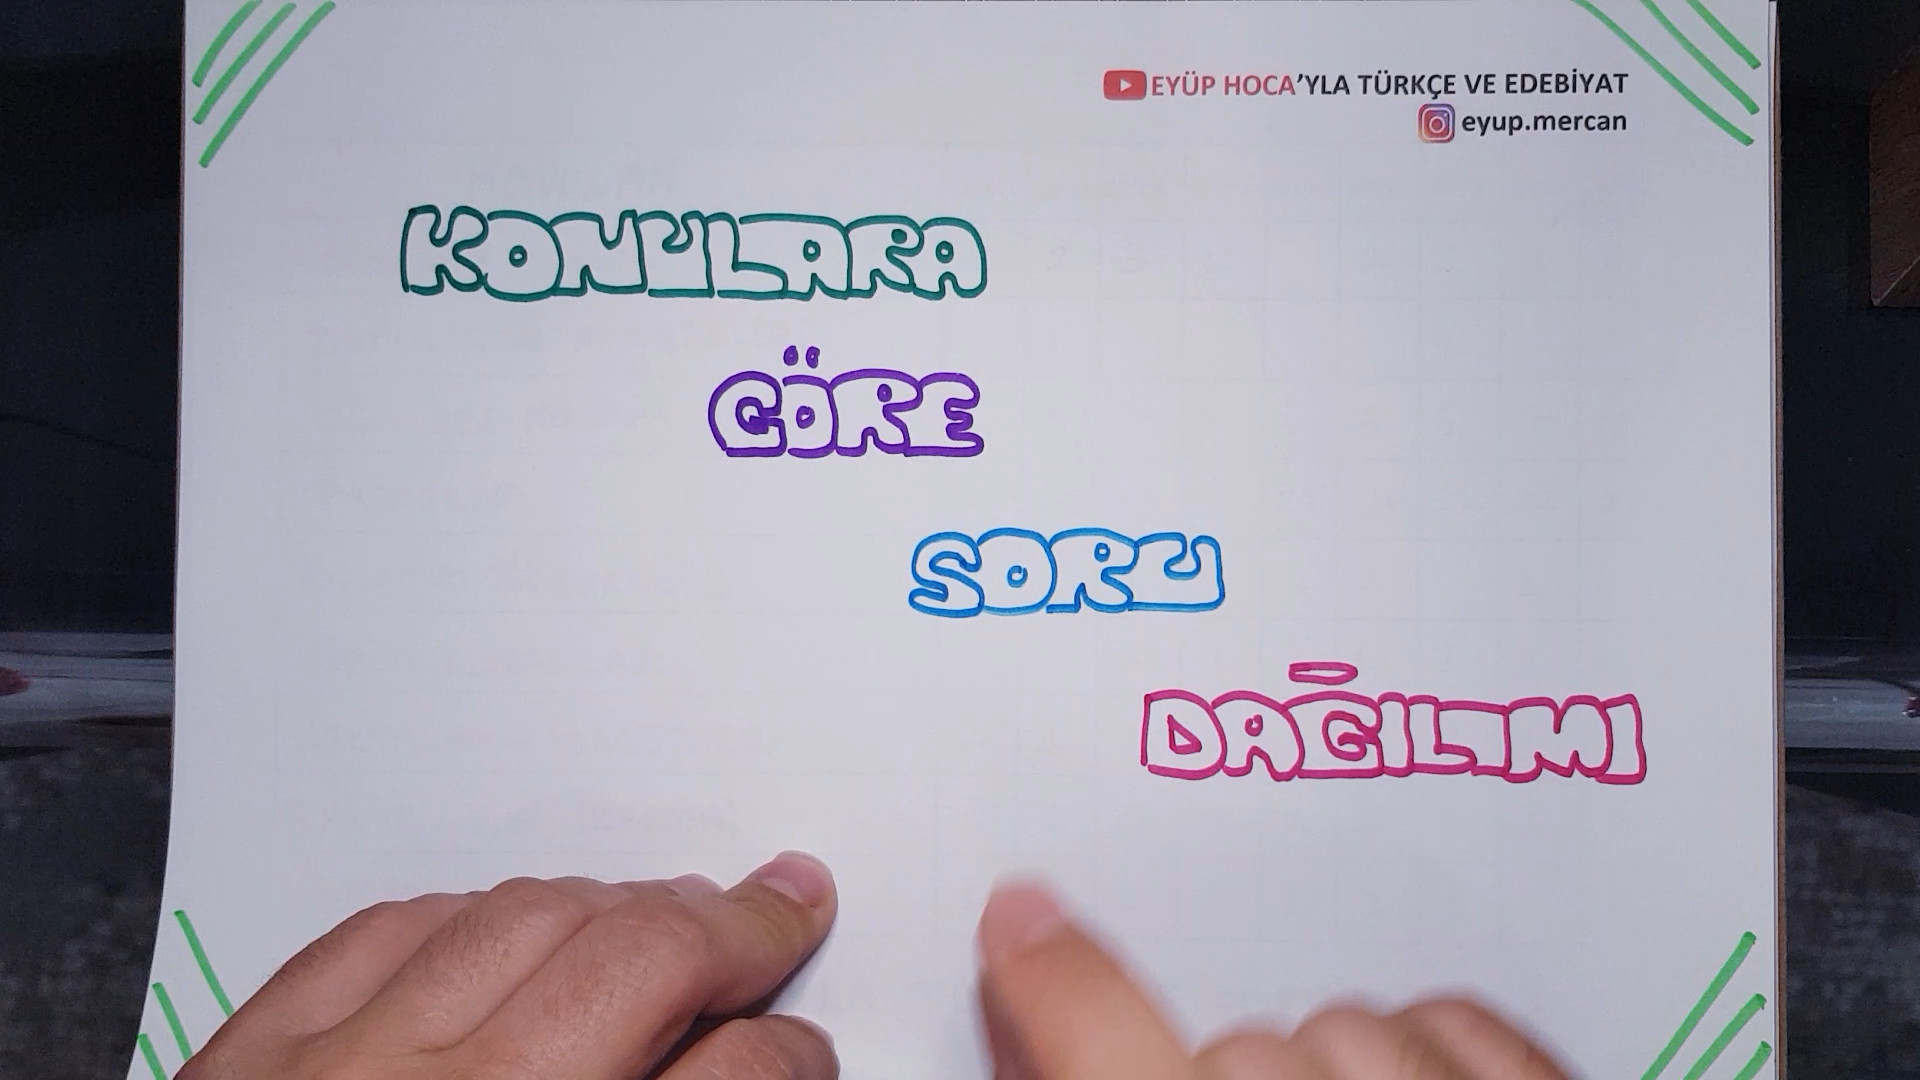 EYÜP HOCA'YLA TÜRKÇE VE EDEBİYAT
eyup.mercan
KONULARA
GÖRE
SORU
DAĞILIMI